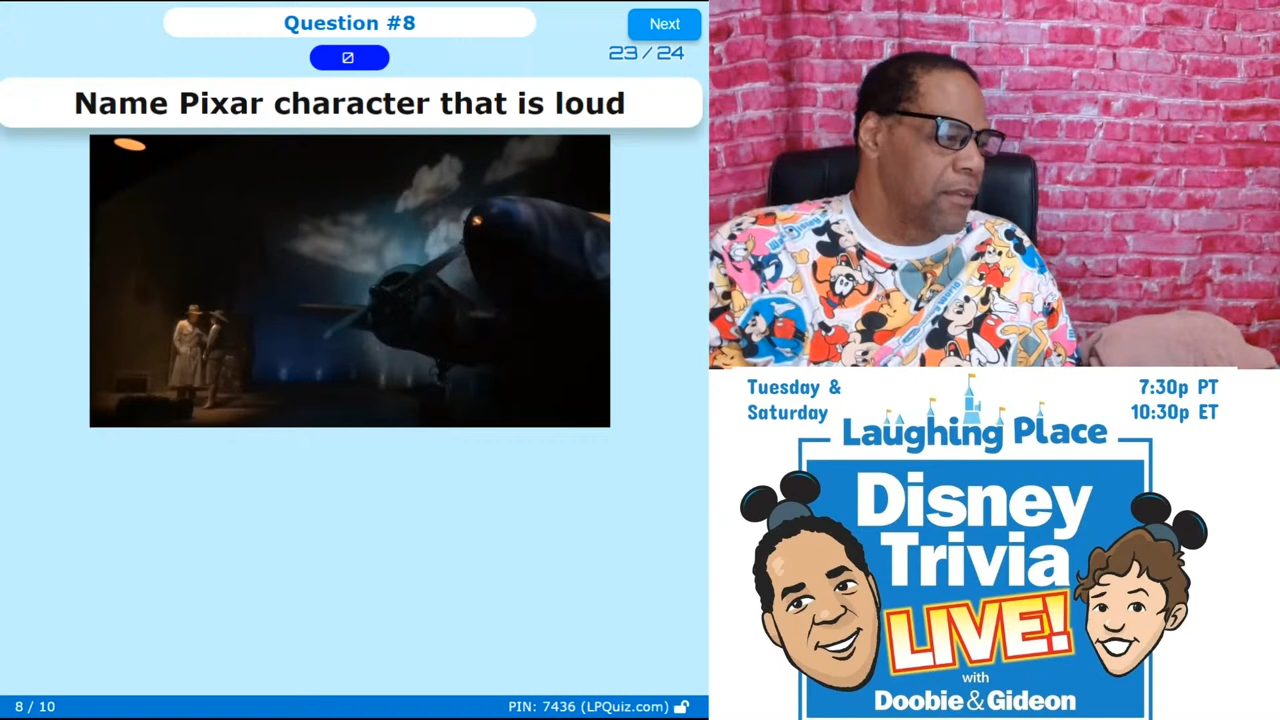 Question #8
Next
23/24
Name Pixar character that is loud
8 / 10
PIN: 7436 (LPQuiz.com)
Tuesday &
Saturday
7:30p PT
10:30p ET
Laughing Place
Disney
Trivia
LIVE!
with
Doobie & Gideon